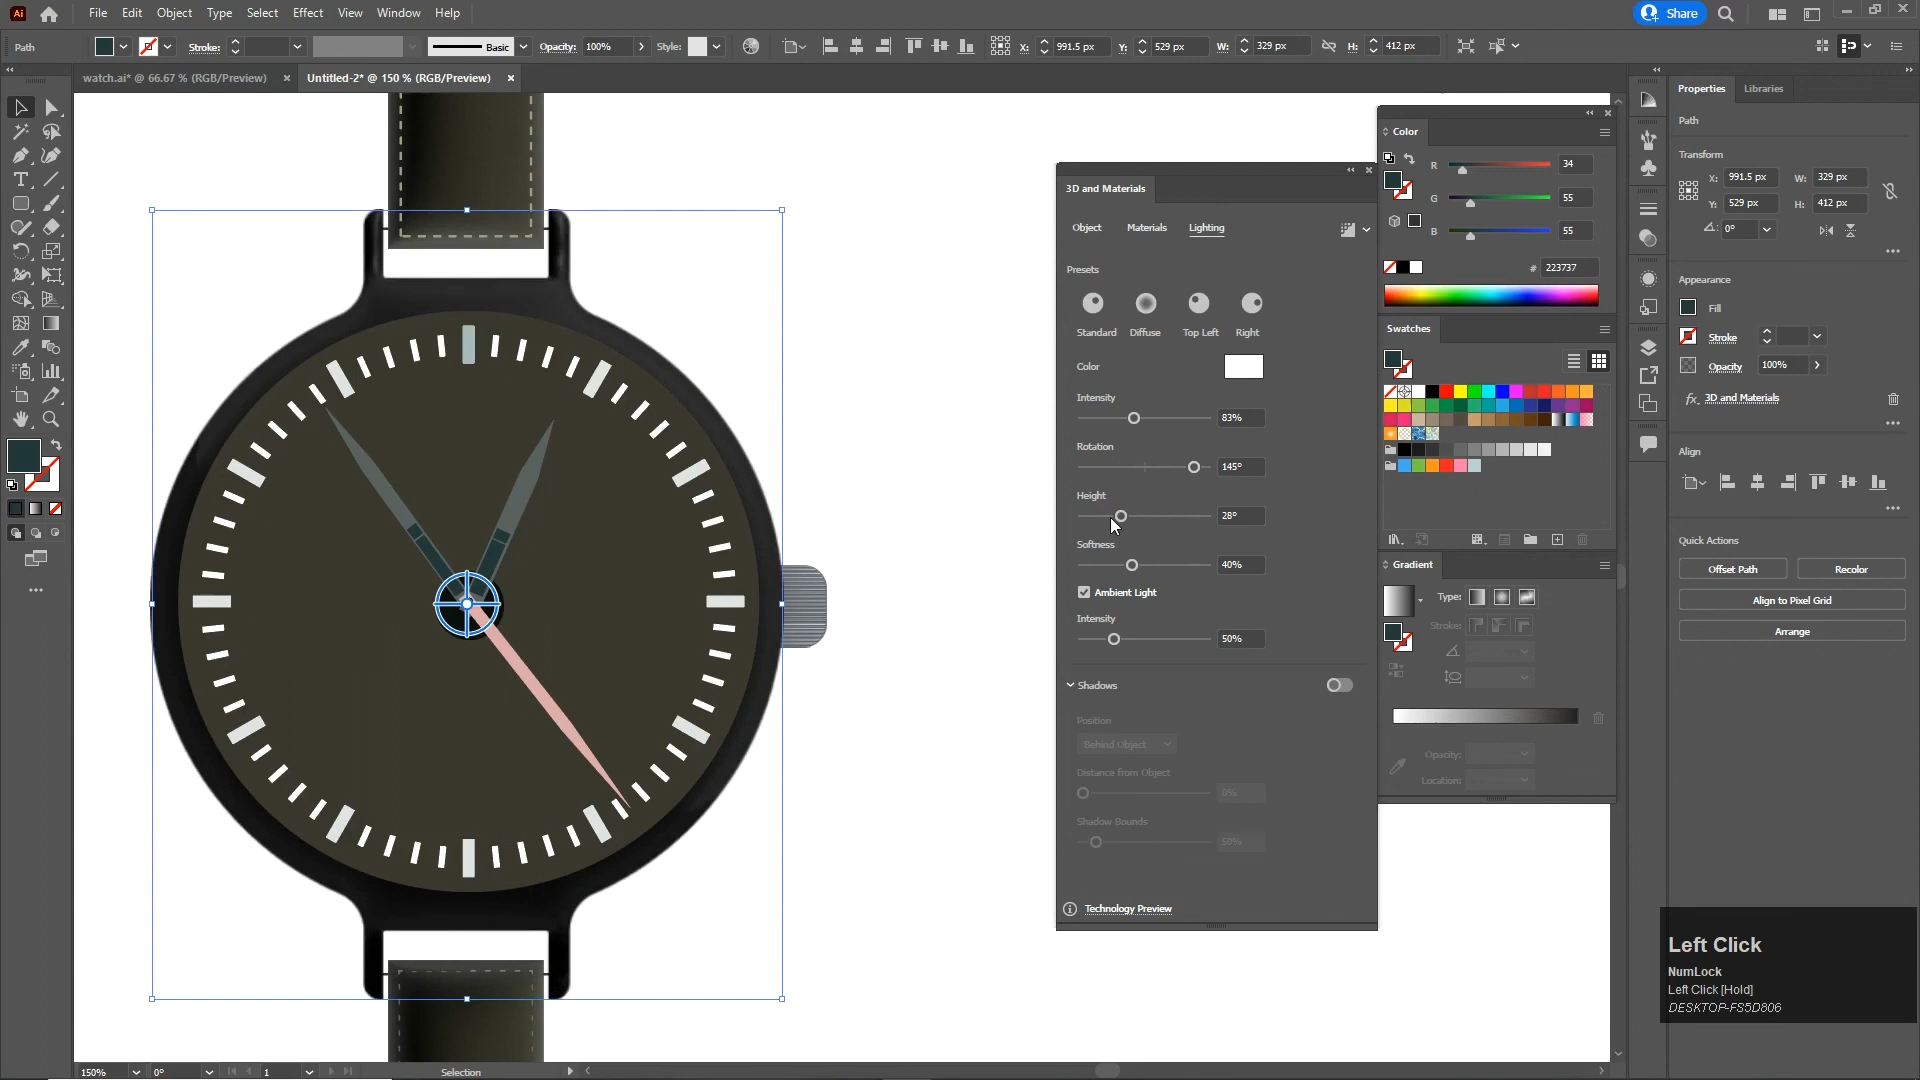 Ai File Edit Object Type Select Effect View Window Help Share
Path Stroke: Basic Opacity: 100% Style: X: 991.5 px Y: 529 px W: 329 px H: 412 px
watch.ai* @ 66.67 % (RGB/Preview) × Untitled-2* @ 150 % (RGB/Preview) ×
3D and Materials
Object Materials Lighting
Presets
Standard Diffuse Top Left Right
Color
Intensity
83%
Rotation
145°
Height
28°
Softness
40%
Ambient Light
Intensity
50%
Shadows
Position
Behind Object
Distance from Object
0%
Shadow Bounds
50%
Technology Preview
Color
R 34
G 55
B 55
# 223737
Swatches
Gradient
Type:
Stroke:
Opacity:
Location:
Properties Libraries
Path
Transform
X: 991.5 px W: 329 px
Y: 529 px H: 412 px
0°
Appearance
Fill
Stroke
Opacity 100%
fx. 3D and Materials
Align
Quick Actions
Offset Path Recolor
Align to Pixel Grid
Arrange
Left Click
NumLock
Left Click [Hold]
DESKTOP-FS5D806
150% 0° 1 Selection